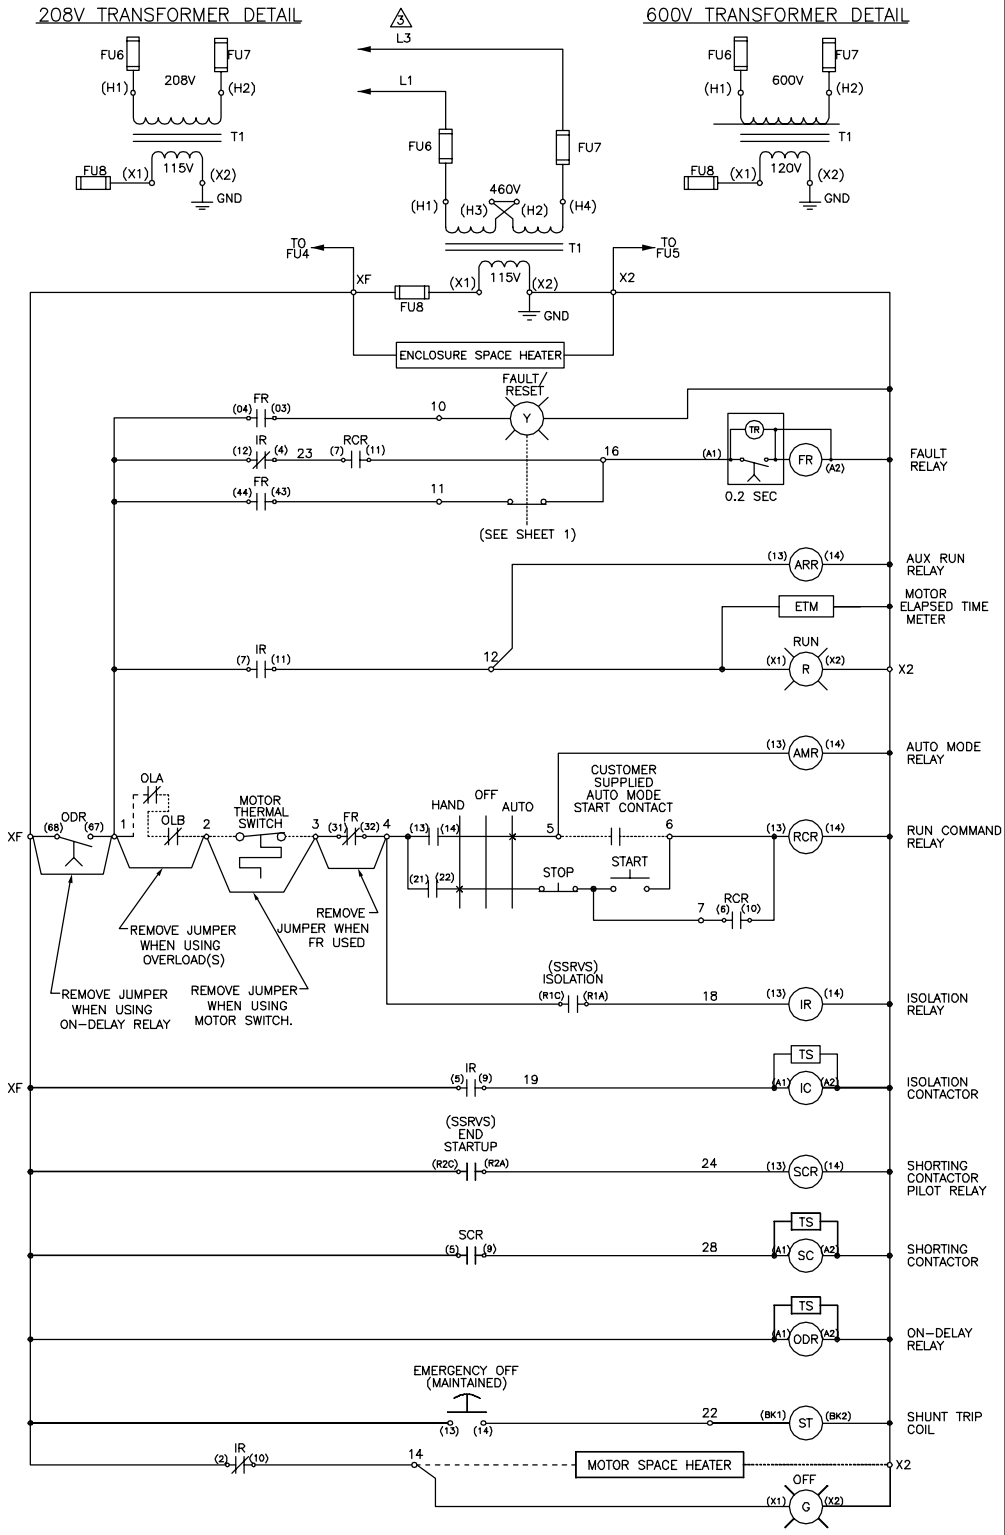 208V TRANSFORMER DETAIL
3
600V TRANSFORMER DETAIL
L3
FU6
FU7
208V
(H1)
(H2)
T1
115V
FU8
(X1)
(X2)
GND
L1
FU6
FU7
460V
(H1)
(H3)
(H2)
(H4)
T1
FU6
FU7
600V
(H1)
(H2)
T1
120V
FU8
(X1)
(X2)
GND
TO
FU4
TO
FU5
XF
X2
(X1)
115V
(X2)
FU8
GND
ENCLOSURE SPACE HEATER
FAULT/
RESET
FR
(04) (03)
10
Y
IR
(12) (4)
23
RCR
(7) (11)
16
(A1)
TR
FR
(A2)
0.2 SEC
FAULT
RELAY
FR
(44) (43)
11
(SEE SHEET 1)
(13)
ARR
(14)
AUX RUN
RELAY
ETM
MOTOR
ELAPSED TIME
METER
IR
(7) (11)
12
RUN
(X1)
R
(X2)
X2
(13)
AMR
(14)
AUTO MODE
RELAY
OLA
OLB
ODR
XF
(68) (67)
1
2
MOTOR
THERMAL
SWITCH
3
FR
(31) (32)
4
HAND
OFF
AUTO
(13) (14)
5
CUSTOMER
SUPPLIED
AUTO MODE
START CONTACT
6
(13)
RCR
(14)
RUN COMMAND
RELAY
(21) (22)
STOP
START
7
RCR
(6) (10)
REMOVE
JUMPER WHEN
FR USED
REMOVE JUMPER
WHEN USING
OVERLOAD(S)
REMOVE JUMPER
WHEN USING
ON-DELAY RELAY
REMOVE JUMPER
WHEN USING
MOTOR SWITCH.
(SSRVS)
ISOLATION
(R1C) (R1A)
18
(13)
IR
(14)
ISOLATION
RELAY
XF
IR
(5) (9)
19
TS
(A1)
IC
(A2)
ISOLATION
CONTACTOR
(SSRVS)
END
STARTUP
(R2C) (R2A)
24
(13)
SCR
(14)
SHORTING
CONTACTOR
PILOT RELAY
SCR
(5) (9)
28
TS
(A1)
SC
(A2)
SHORTING
CONTACTOR
TS
(A1)
ODR
(A2)
ON-DELAY
RELAY
EMERGENCY OFF
(MAINTAINED)
(13) (14)
22
(BK1)
ST
(BK2)
SHUNT TRIP
COIL
IR
(2) (10)
14
MOTOR SPACE HEATER
X2
OFF
(X1)
G
(X2)